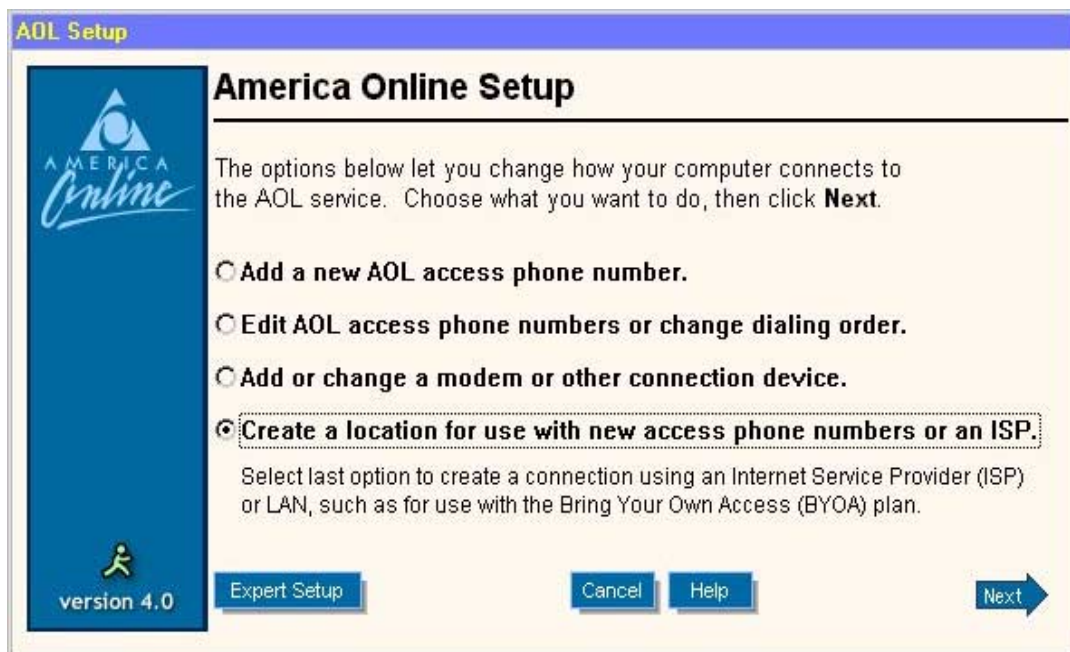 AOL Setup
America Online Setup
AMERICA
Online
The options below let you change how your computer connects to
the AOL service. Choose what you want to do, then click Next.
Add a new AOL access phone number.
Edit AOL access phone numbers or change dialing order.
Add or change a modem or other connection device.
Create a location for use with new access phone numbers or an ISP.
Select last option to create a connection using an Internet Service Provider (ISP)
or LAN, such as for use with the Bring Your Own Access (BYOA) plan.
version 4.0
Expert Setup
Cancel
Help
Next